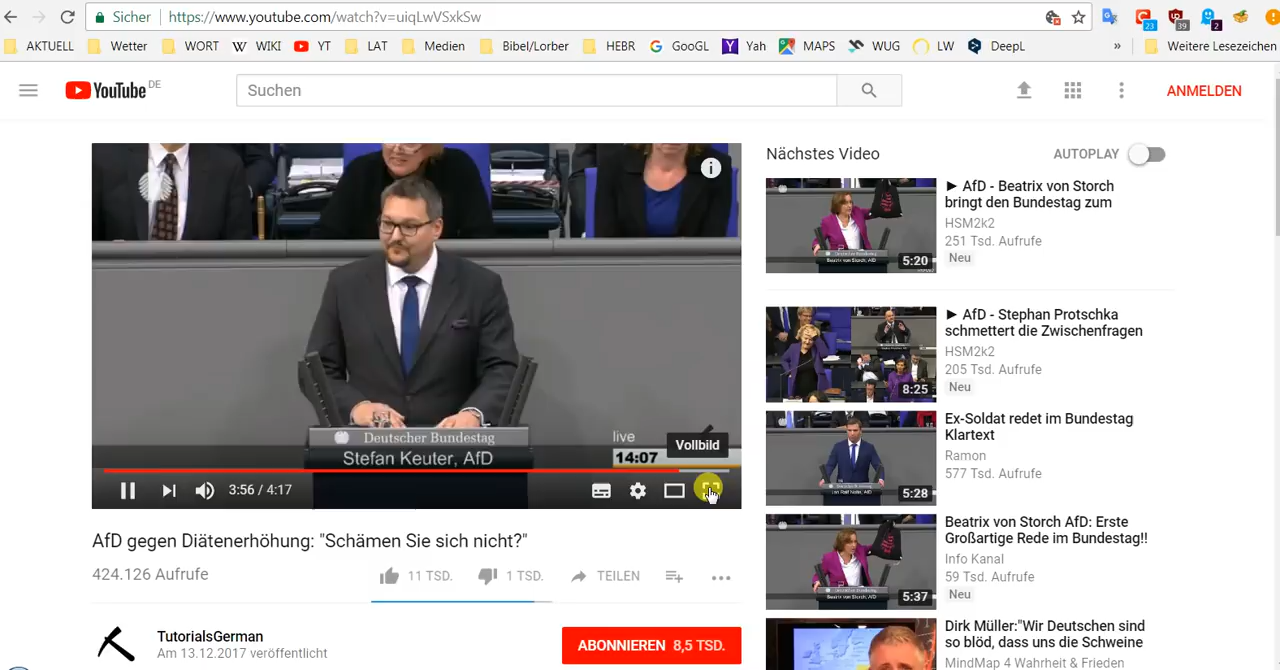 Sicher https://www.youtube.com/watch?v=uiqLwVSxkSw
23 39 2
AKTUELL Wetter WORT WIKI YT LAT Medien Bibel/Lorber HEBR GooGL Yah MAPS WUG LW DeepL » Weitere Lesezeichen
YouTube DE Suchen ANMELDEN
i
Deutscher Bundestag
Stefan Keuter, AfD
live
14:07
Vollbild
3:56 / 4:17
AfD gegen Diätenerhöhung: "Schämen Sie sich nicht?"
424.126 Aufrufe
11 TSD. 1 TSD. TEILEN
TutorialsGerman
Am 13.12.2017 veröffentlicht
ABONNIEREN 8,5 TSD.
Nächstes Video AUTOPLAY
► AfD - Beatrix von Storch
bringt den Bundestag zum
HSM2k2
251 Tsd. Aufrufe
Neu
5:20
► AfD - Stephan Protschka
schmettert die Zwischenfragen
HSM2k2
205 Tsd. Aufrufe
Neu
8:25
Ex-Soldat redet im Bundestag
Klartext
Ramon
577 Tsd. Aufrufe
5:28
Beatrix von Storch AfD: Erste
Großartige Rede im Bundestag!!
Info Kanal
59 Tsd. Aufrufe
Neu
5:37
Dirk Müller:"Wir Deutschen sind
so blöd, dass uns die Schweine
MindMap 4 Wahrheit & Frieden